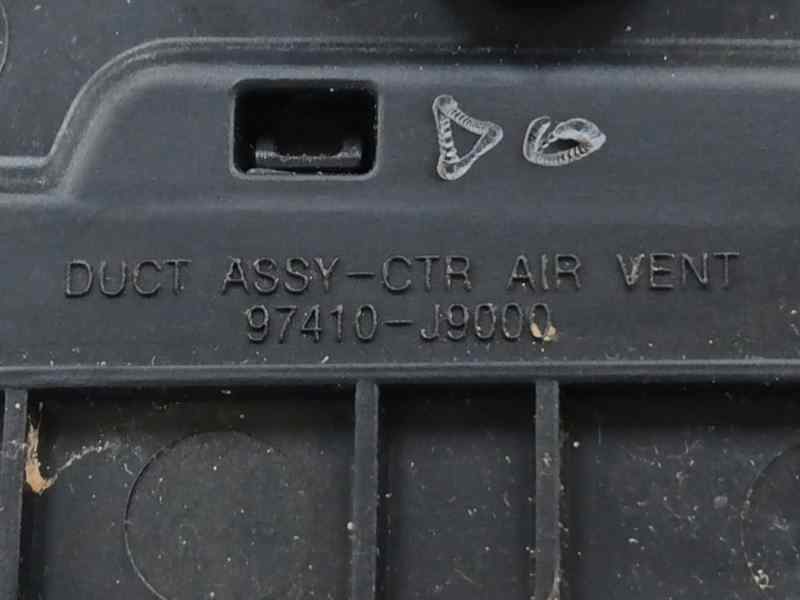 DUCT ASSY-CTR AIR VENT
97410-J9000